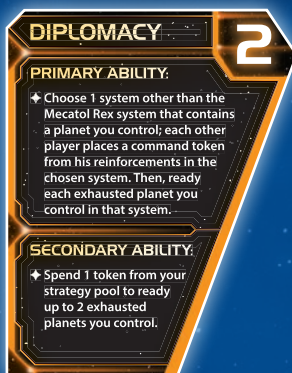 DIPLOMACY
2
PRIMARY ABILITY:
Choose 1 system other than the
Mecatol Rex system that contains
a planet you control; each other
player places a command token
from his reinforcements in the
chosen system. Then, ready
each exhausted planet you
control in that system.
SECONDARY ABILITY:
Spend 1 token from your
strategy pool to ready
up to 2 exhausted
planets you control.